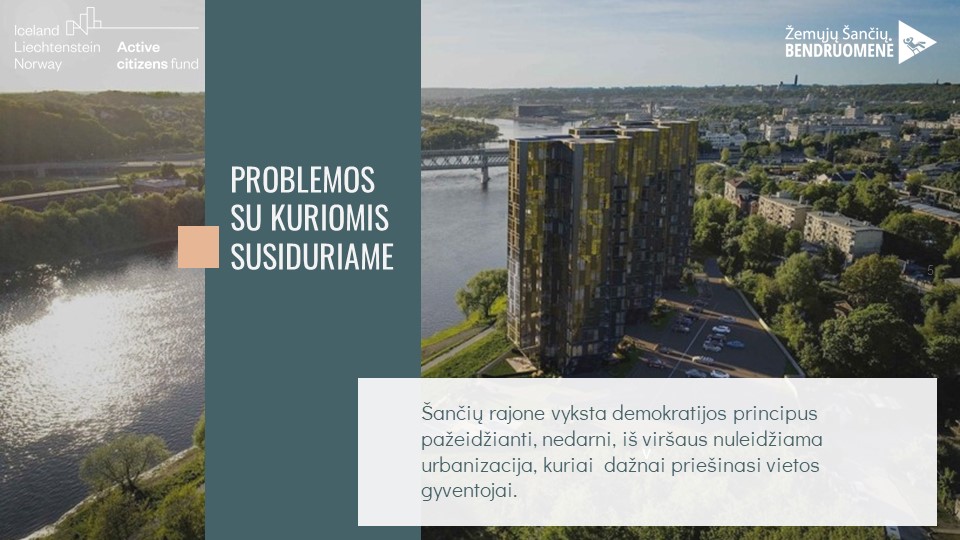 Iceland
Liechtenstein
Norway
Active
citizens fund
Žemųjų Šančių
BENDRUOMENĖ
PROBLEMOS
SU KURIOMIS
SUSIDURIAME
5
Šančių rajone vyksta demokratijos principus
pažeidžianti, nedarni, iš viršaus nuleidžiama
urbanizacija, kuriai dažnai priešinasi vietos
gyventojai.